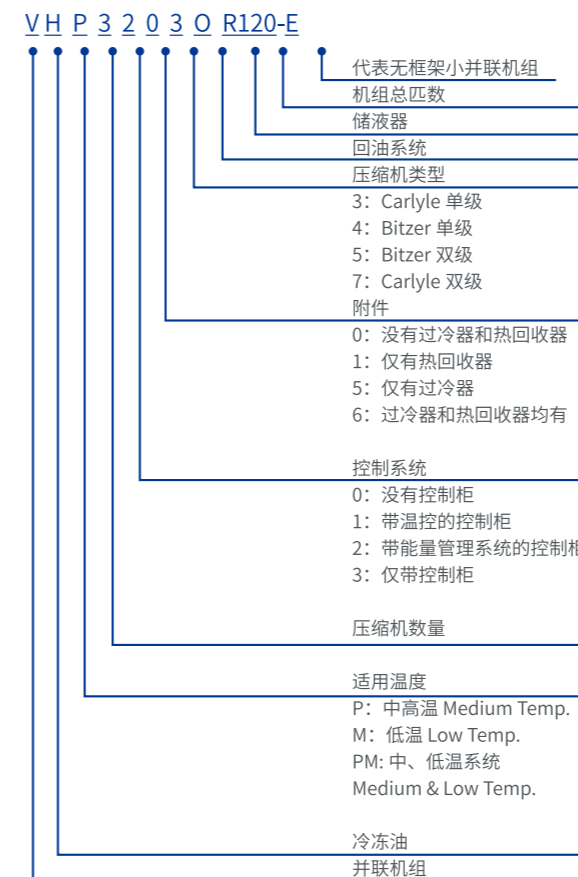 V H P 3 2 0 3 O R120-E
代表无框架小并联机组
机组总匹数
储液器
回油系统
压缩机类型
3：Carlyle 单级
4：Bitzer 单级
5：Bitzer 双级
7：Carlyle 双级
附件
0：没有过冷器和热回收器
1：仅有热回收器
5：仅有过冷器
6：过冷器和热回收器均有
控制系统
0：没有控制柜
1：带温控的控制柜
2：带能量管理系统的控制柜
3：仅带控制柜
压缩机数量
适用温度
P：中高温 Medium Temp.
M：低温 Low Temp.
PM: 中、低温系统
Medium & Low Temp.
冷冻油
并联机组